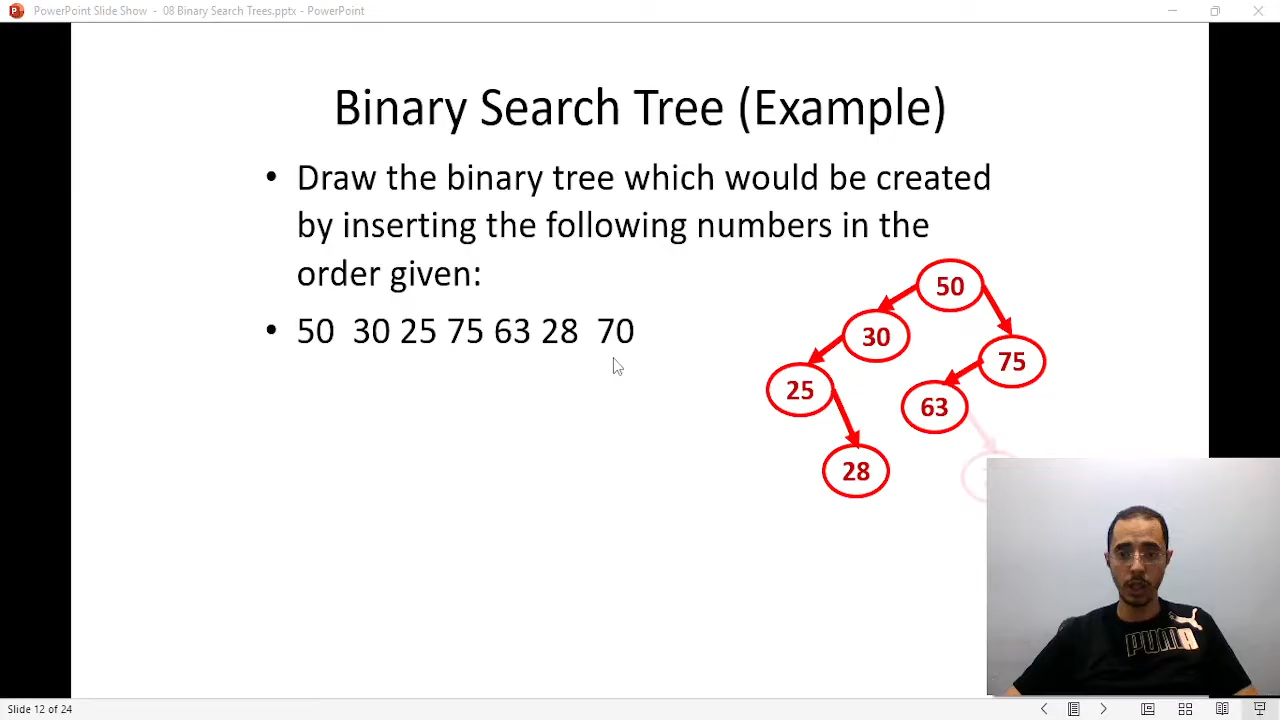 PowerPoint Slide Show - 08 Binary Search Trees.pptx - PowerPoint
Binary Search Tree (Example)
• Draw the binary tree which would be created
by inserting the following numbers in the
order given:
• 50 30 25 75 63 28 70
50
30
75
25
63
28
PUMA
Slide 12 of 24